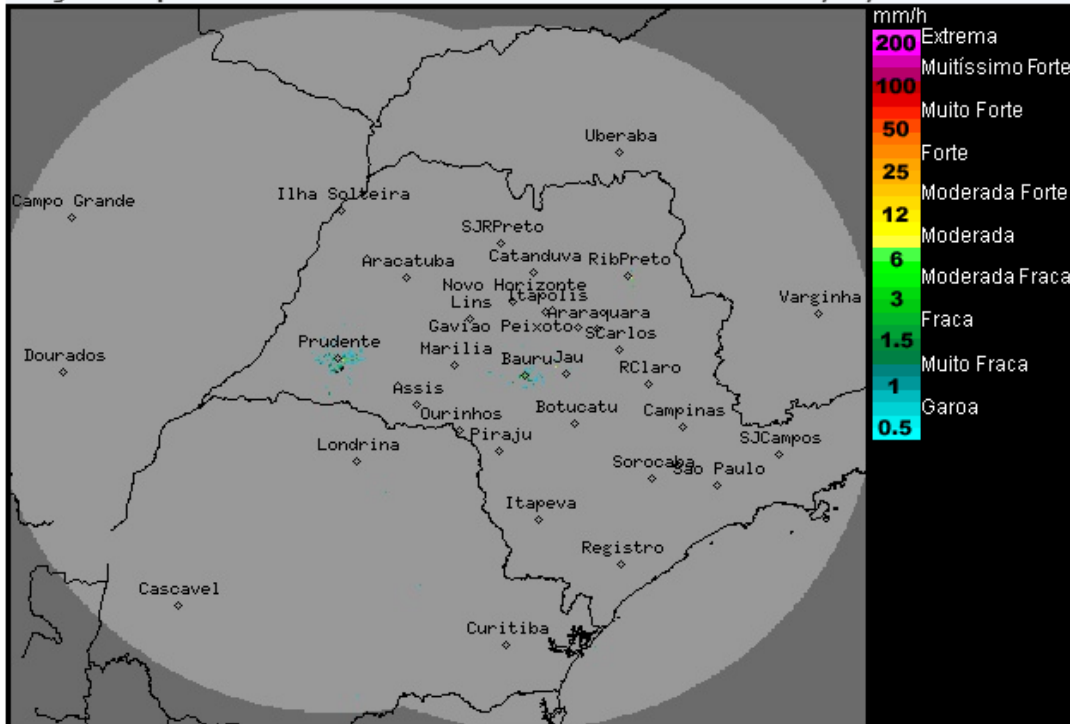 mm/h
200 Extrema
Muitíssimo Forte
100
Muito Forte
50
Forte
25
Moderada Forte
12
Moderada
6
Moderada Fraca
3
Fraca
1.5
Muito Fraca
1
Garoa
0.5
Uberaba
Campo Grande
Ilha Solteira
SJRPreto
Aracatuba
Catanduva
RibPreto
Novo Horizonte
Lins
Itapolis
Araraquara
Varginha
Gaviao Peixoto
SCarlos
Prudente
Dourados
Marilia
Bauru
Jau
RClaro
Assis
Ourinhos
Botucatu
Campinas
Londrina
Piraju
SJCampos
Sorocaba
Sao Paulo
Itapeva
Registro
Cascavel
Curitiba